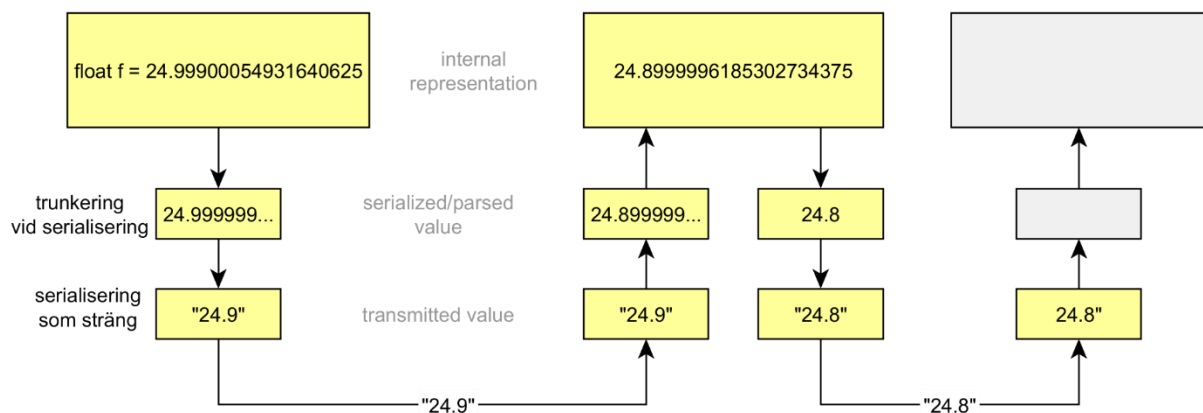 float f = 24.99900054931640625
internal
representation
24.8999996185302734375
trunkering
vid serialisering
24.999999...
serialized/parsed
value
24.899999...
24.8
serialisering
som sträng
"24.9"
transmitted value
"24.9"
"24.8"
24.8"
"24.9"
"24.8"